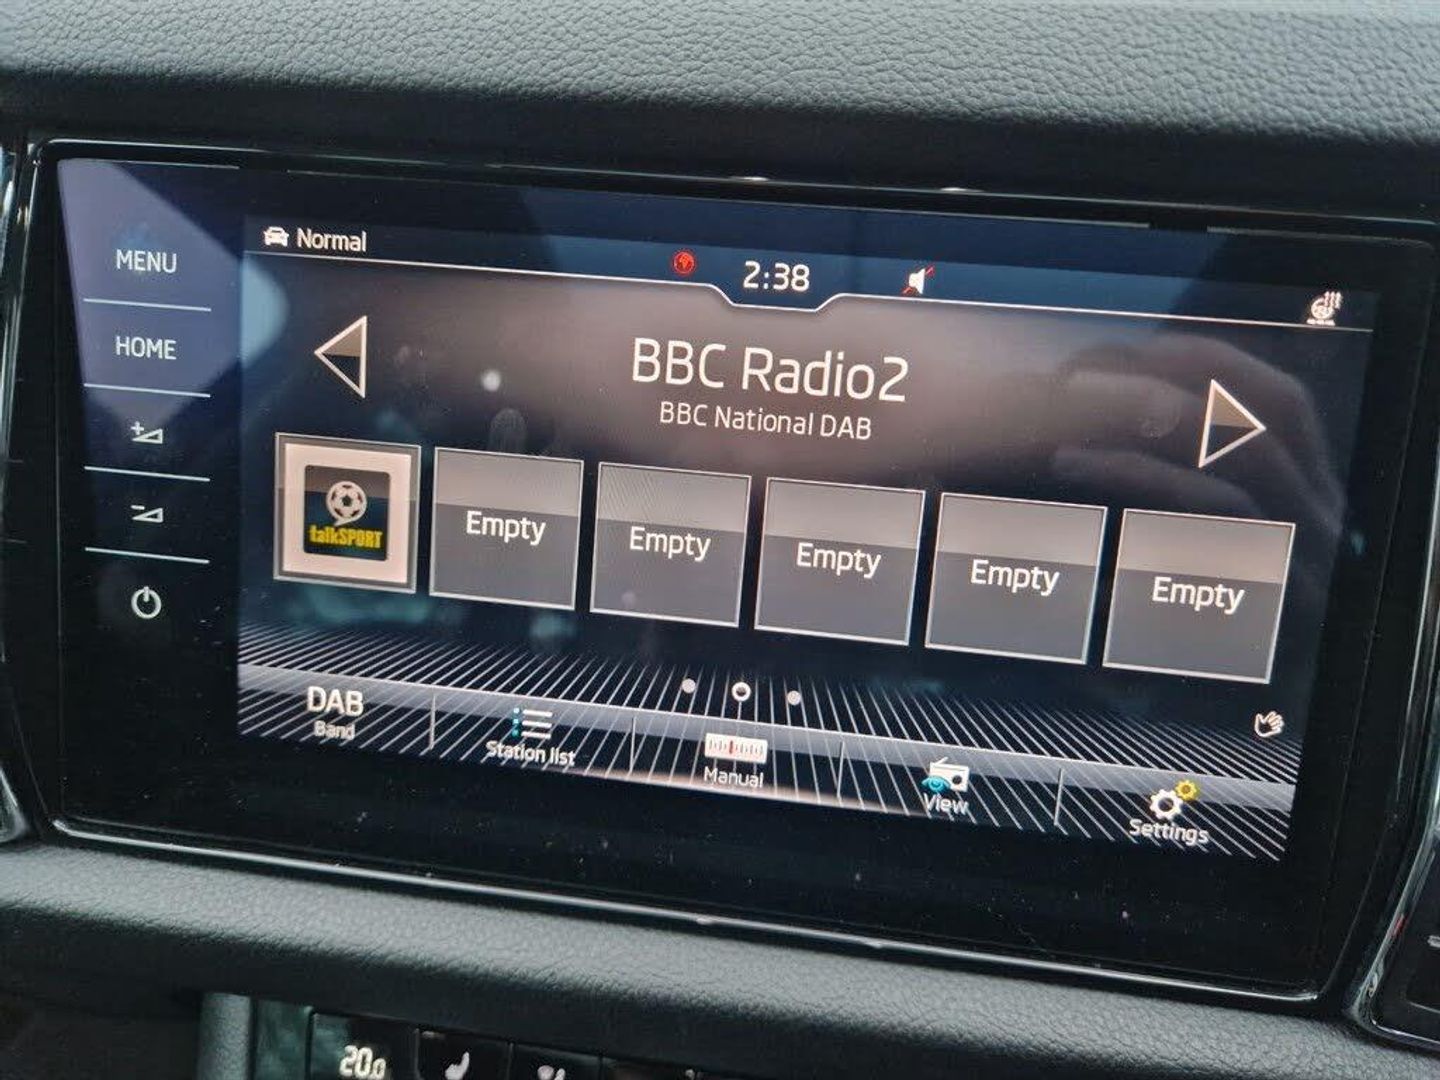 Normal
2:38
MENU
HOME
BBC Radio2
BBC National DAB
talkSPORT
Empty
Empty
Empty
Empty
Empty
DAB
Band
Station list
Manual
View
Settings
20.0